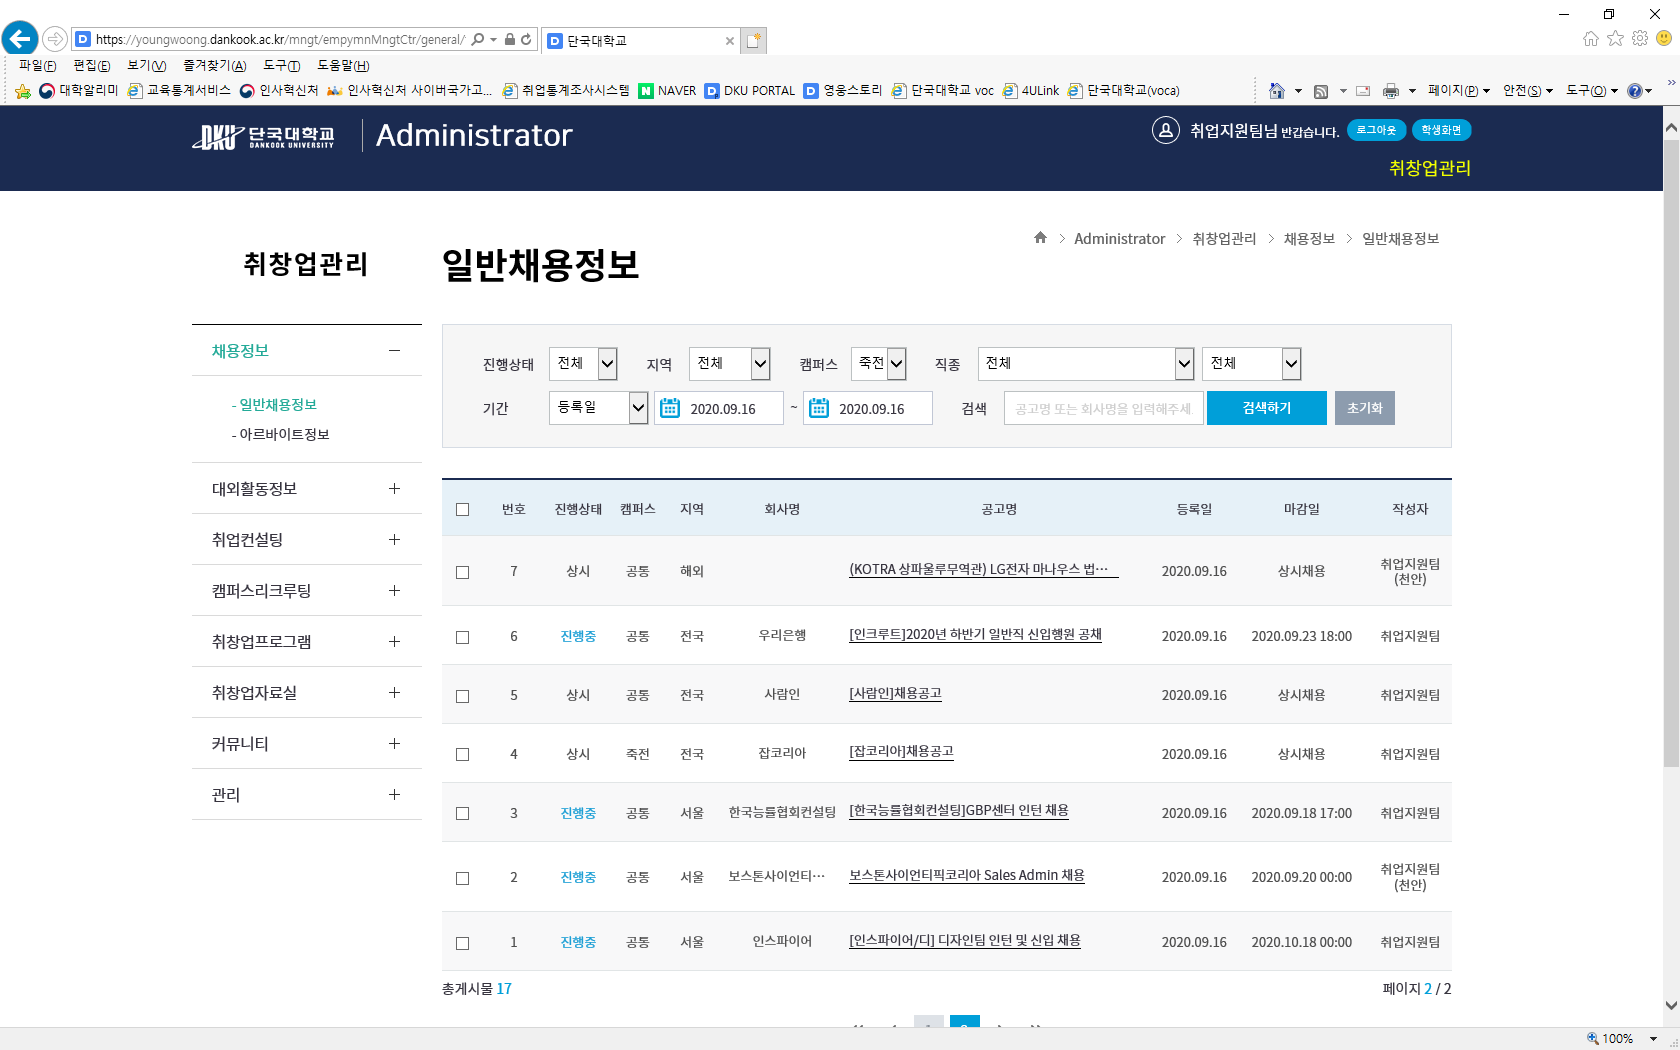 https://youngwoong.dankook.ac.kr/mngt/empymnMngtCtr/general/
단국대학교
파일(F) 편집(E) 보기(V) 즐겨찾기(A) 도구(T) 도움말(H)
대학알리미 교육통계서비스 인사혁신처 인사혁신처 사이버국가고... 취업통계조사시스템 NAVER DKU PORTAL 영웅스토리 단국대학교 voc 4ULink 단국대학교(voca) 페이지(P) 안전(S) 도구(O)
DKU 단국대학교 DANKOOK UNIVERSITY Administrator
취업지원팀님 반갑습니다. 로그아웃 학생화면
취창업관리
Administrator > 취창업관리 > 채용정보 > 일반채용정보
취창업관리
일반채용정보
채용정보
- 일반채용정보
- 아르바이트정보
대외활동정보
취업컨설팅
캠퍼스리크루팅
취창업프로그램
취창업자료실
커뮤니티
관리
진행상태 전체 지역 전체 캠퍼스 죽전 직종 전체 전체
기간 등록일 2020.09.16 ~ 2020.09.16 검색 공고명 또는 회사명을 입력해주세. 검색하기 초기화
번호 진행상태 캠퍼스 지역 회사명 공고명 등록일 마감일 작성자
7 상시 공통 해외 (KOTRA 상파울루무역관) LG전자 마나우스 법… 2020.09.16 상시채용 취업지원팀 (천안)
6 진행중 공통 전국 우리은행 [인크루트]2020년 하반기 일반직 신입행원 공채 2020.09.16 2020.09.23 18:00 취업지원팀
5 상시 공통 전국 사람인 [사람인]채용공고 2020.09.16 상시채용 취업지원팀
4 상시 죽전 전국 잡코리아 [잡코리아]채용공고 2020.09.16 상시채용 취업지원팀
3 진행중 공통 서울 한국능률협회컨설팅 [한국능률협회컨설팅]GBP센터 인턴 채용 2020.09.16 2020.09.18 17:00 취업지원팀
2 진행중 공통 서울 보스톤사이언티… 보스톤사이언티픽코리아 Sales Admin 채용 2020.09.16 2020.09.20 00:00 취업지원팀 (천안)
1 진행중 공통 서울 인스파이어 [인스파이어/디] 디자인팀 인턴 및 신입 채용 2020.09.16 2020.10.18 00:00 취업지원팀
총게시물 17
페이지 2 / 2
100%